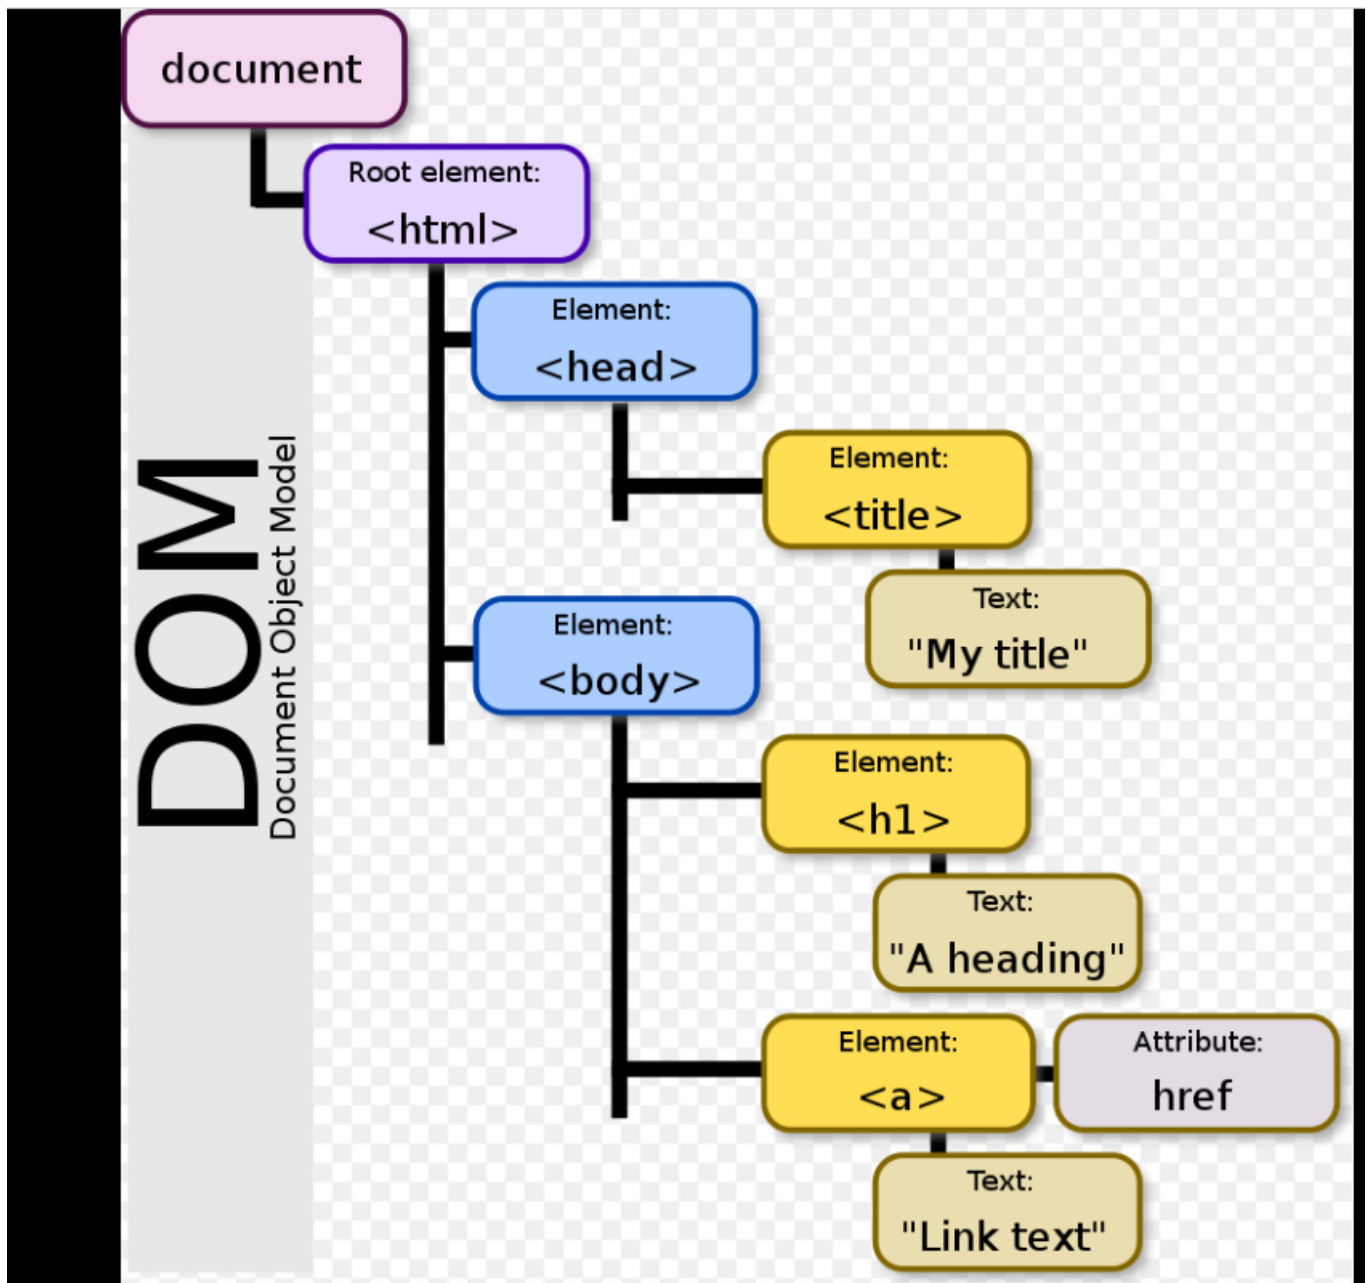 document
Root element:
<html>
Element:
<head>
Element:
<title>
Text:
"My title"
Element:
<body>
Element:
<h1>
Text:
"A heading"
Element:
<a>
Attribute:
href
Text:
"Link text"
DOM
Document Object Model